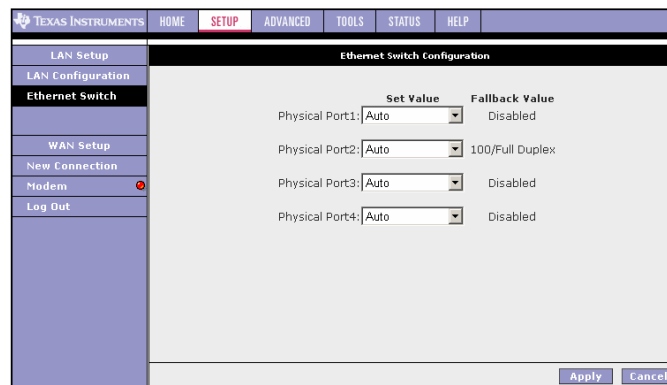 TEXAS INSTRUMENTS HOME SETUP ADVANCED TOOLS STATUS HELP
LAN Setup
LAN Configuration
Ethernet Switch
WAN Setup
New Connection
Modem
Log Out
Ethernet Switch Configuration
Set Value Fallback Value
Physical Port1: Auto Disabled
Physical Port2: Auto 100/Full Duplex
Physical Port3: Auto Disabled
Physical Port4: Auto Disabled
Apply Cancel